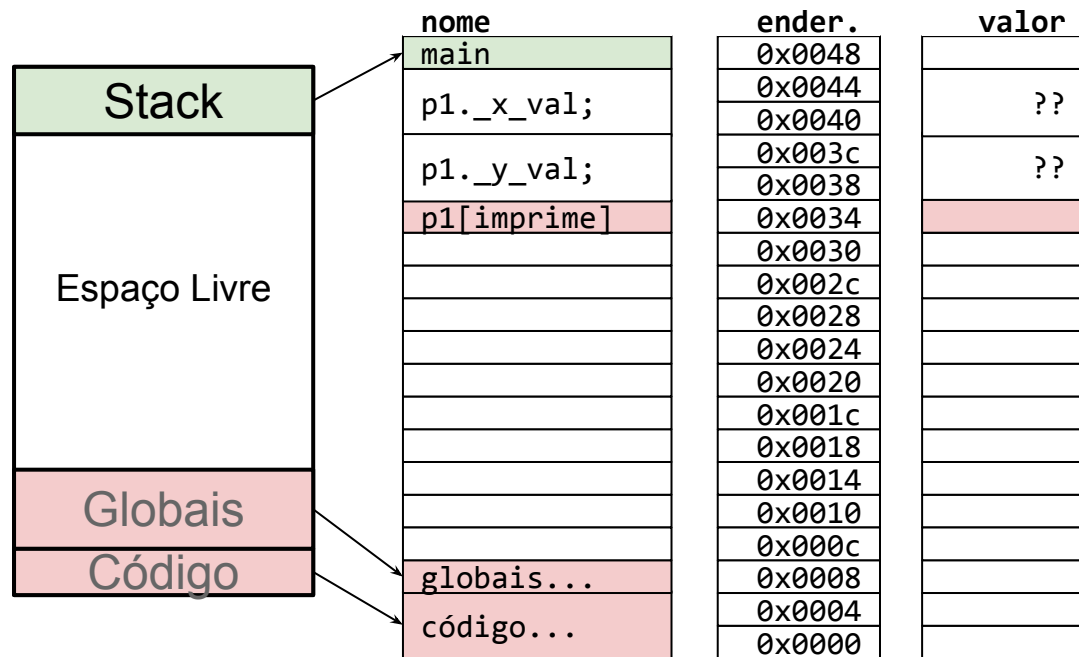 nome ender. valor
Stack
Espaço Livre
Globais
Código
main 0x0048
p1._x_val; 0x0044 ??
0x0040
p1._y_val; 0x003c ??
0x0038
p1[imprime] 0x0034
0x0030
0x002c
0x0028
0x0024
0x0020
0x001c
0x0018
0x0014
0x0010
0x000c
globais... 0x0008
código... 0x0004
0x0000